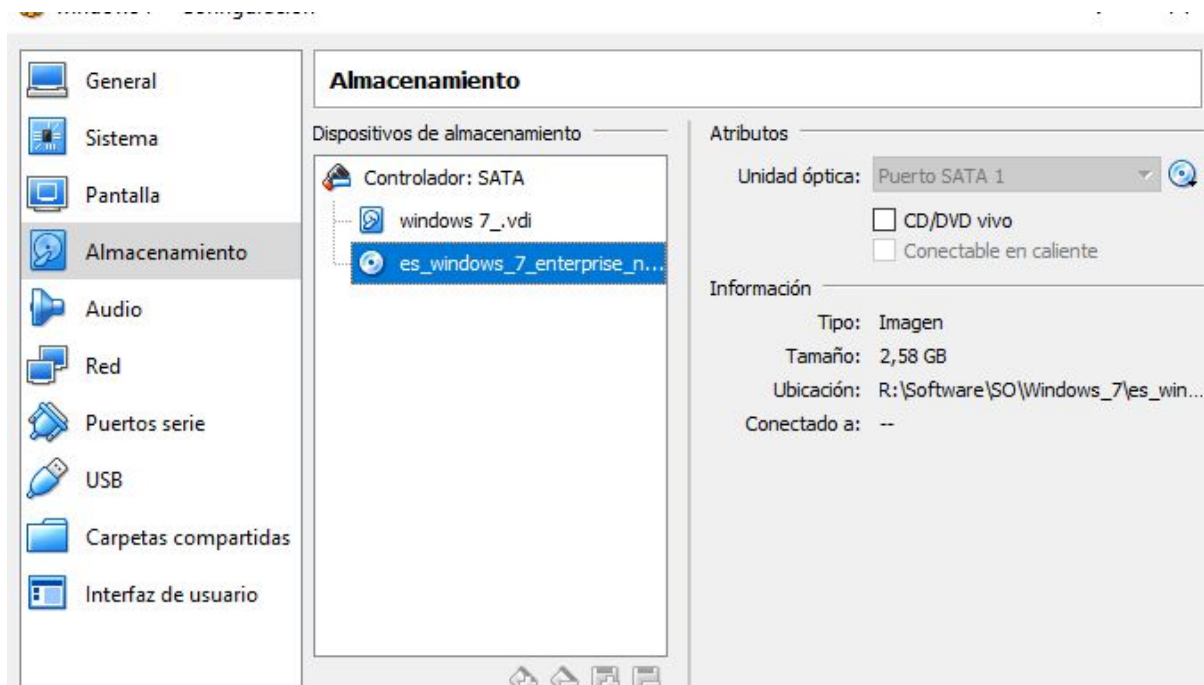 General
Sistema
Pantalla
Almacenamiento
Audio
Red
Puertos serie
USB
Carpetas compartidas
Interfaz de usuario
Almacenamiento
Dispositivos de almacenamiento
Controlador: SATA
windows 7_.vdi
es_windows_7_enterprise_n...
Atributos
Unidad óptica: Puerto SATA 1
CD/DVD vivo
Conectable en caliente
Información
Tipo: Imagen
Tamaño: 2,58 GB
Ubicación: R:\Software\SO\Windows_7\es_win...
Conectado a: --